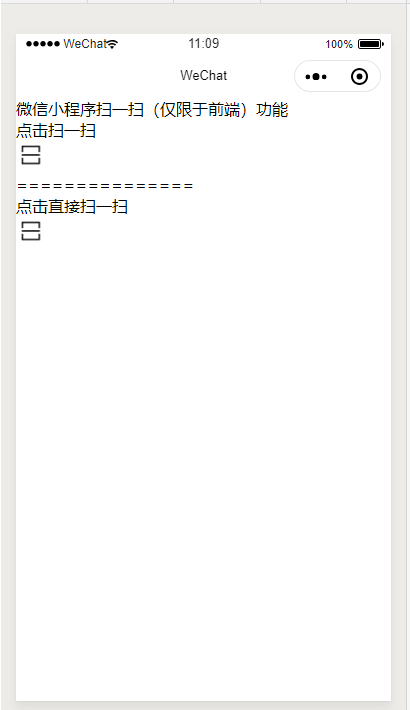 ●●●●● WeChat 11:09 100%
WeChat
微信小程序扫一扫（仅限于前端）功能
点击扫一扫
===============
点击直接扫一扫